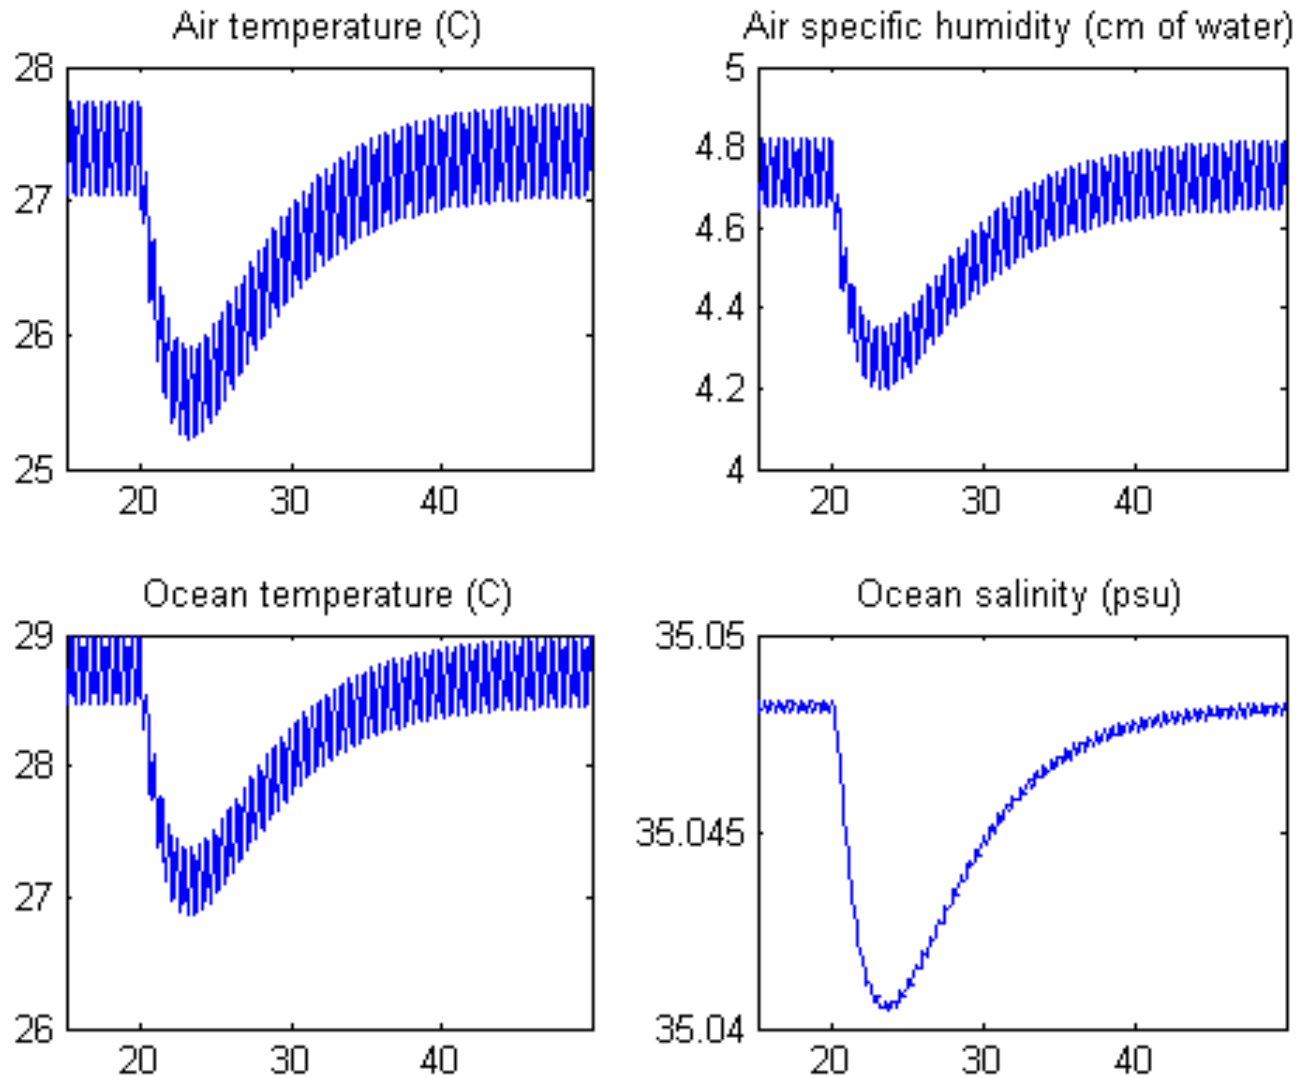 Air temperature (C)
28
27
26
25
20 30 40
Air specific humidity (cm of water)
5
4.8
4.6
4.4
4.2
4
20 30 40
Ocean temperature (C)
29
28
27
26
20 30 40
Ocean salinity (psu)
35.05
35.045
35.04
20 30 40